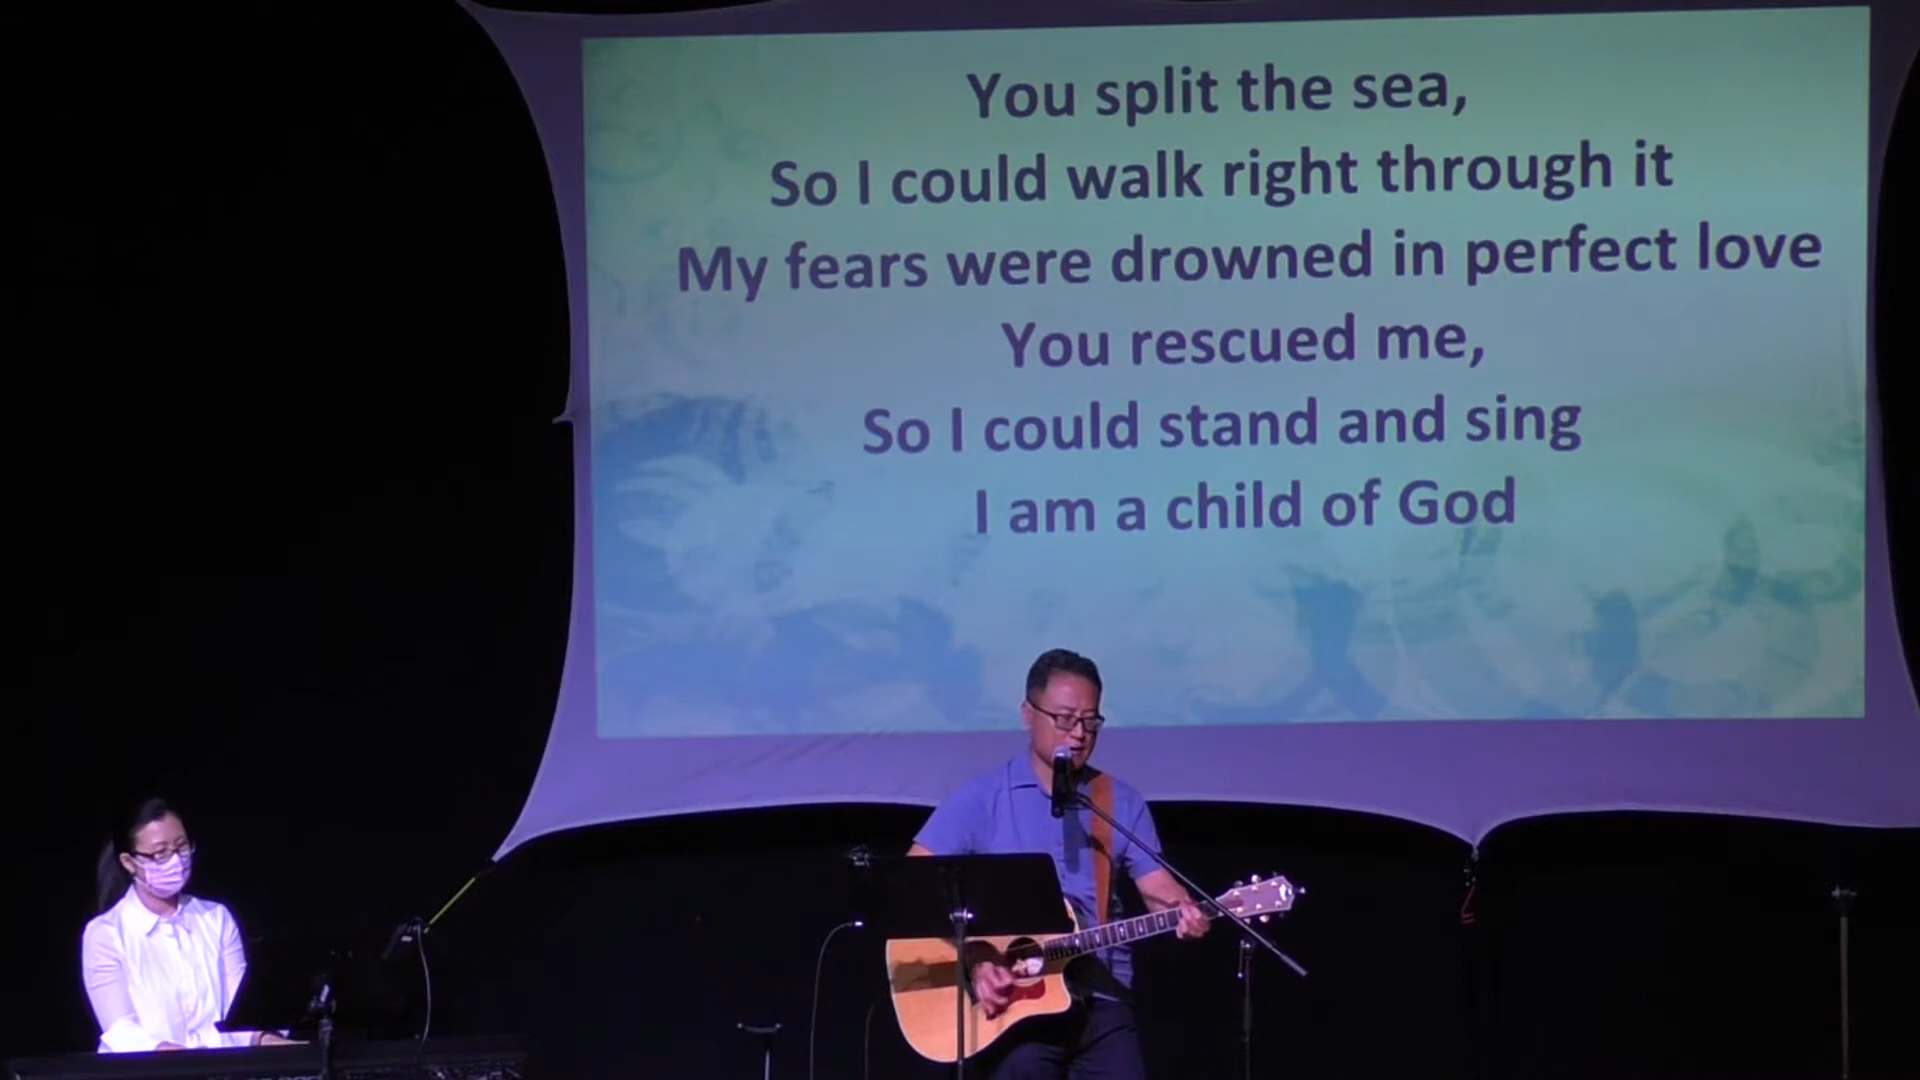 You split the sea,
So I could walk right through it
My fears were drowned in perfect love
You rescued me,
So I could stand and sing
I am a child of God